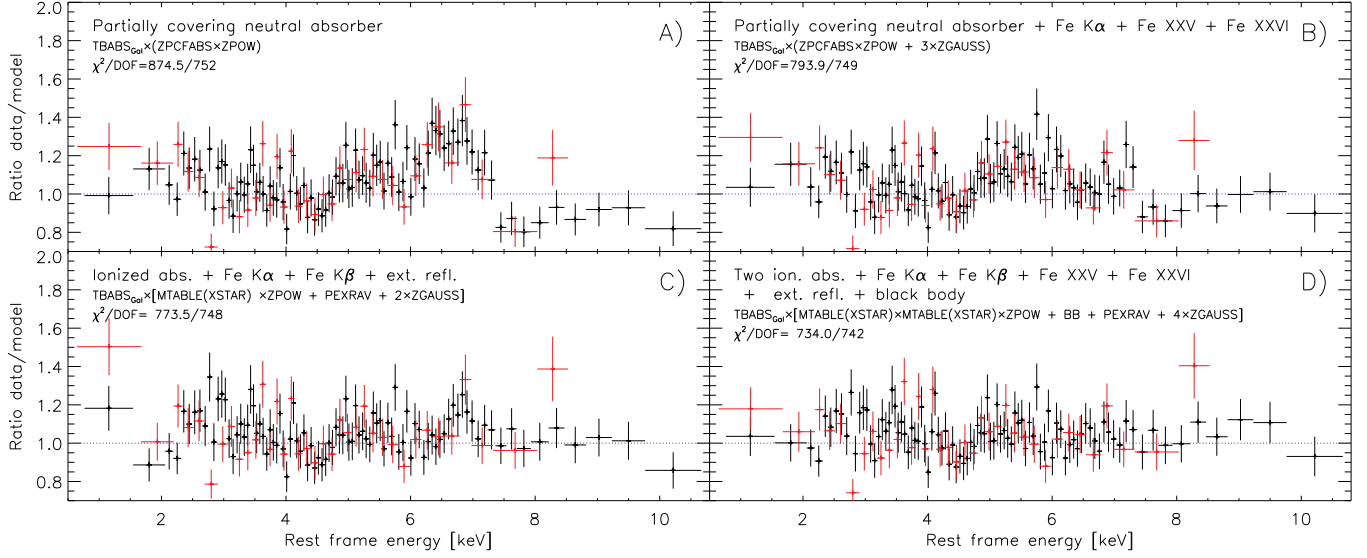 Partially covering neutral absorber
A)
TBABS_Gal×(ZPCFABS×ZPOW)
χ²/DOF=874.5/752
Partially covering neutral absorber + Fe Kα + Fe XXV + Fe XXVI
B)
TBABS_Gal×(ZPCFABS×ZPOW + 3×ZGAUSS)
χ²/DOF=793.9/749
2.0
1.8
1.6
1.4
1.2
1.0
0.8
Ratio data/model
Ionized abs. + Fe Kα + Fe Kβ + ext. refl.
C)
TBABS_Gal×[MTABLE(XSTAR) ×ZPOW + PEXRAV + 2×ZGAUSS]
χ²/DOF= 773.5/748
Two ion. abs. + Fe Kα + Fe Kβ + Fe XXV + Fe XXVI
+ ext. refl. + black body
D)
TBABS_Gal×[MTABLE(XSTAR)×MTABLE(XSTAR)×ZPOW + BB + PEXRAV + 4×ZGAUSS]
χ²/DOF= 734.0/742
2.0
1.8
1.6
1.4
1.2
1.0
0.8
Ratio data/model
2 4 6 8 10
2 4 6 8 10
Rest frame energy [keV]
Rest frame energy [keV]